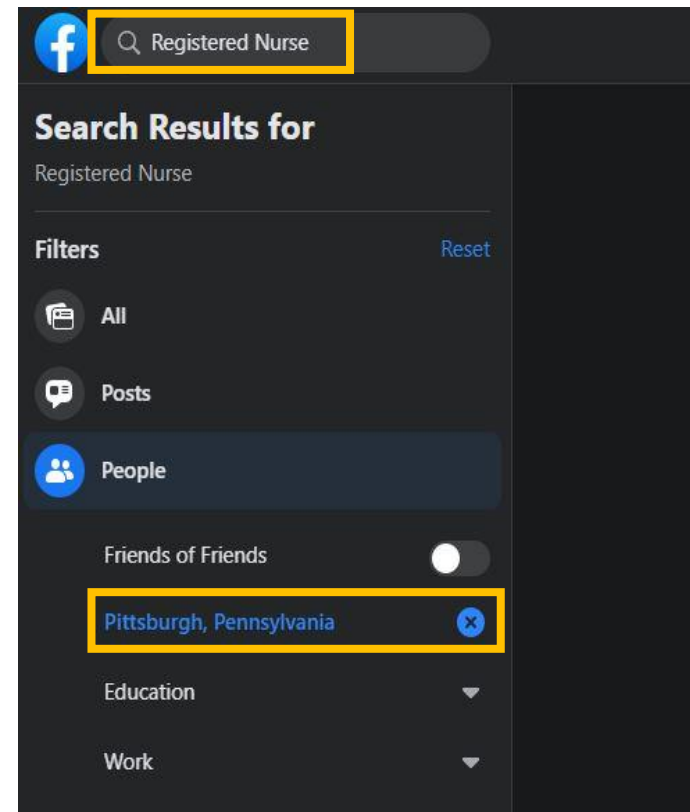 Registered Nurse
Search Results for
Registered Nurse
Filters Reset
All
Posts
People
Friends of Friends
Pittsburgh, Pennsylvania
Education
Work